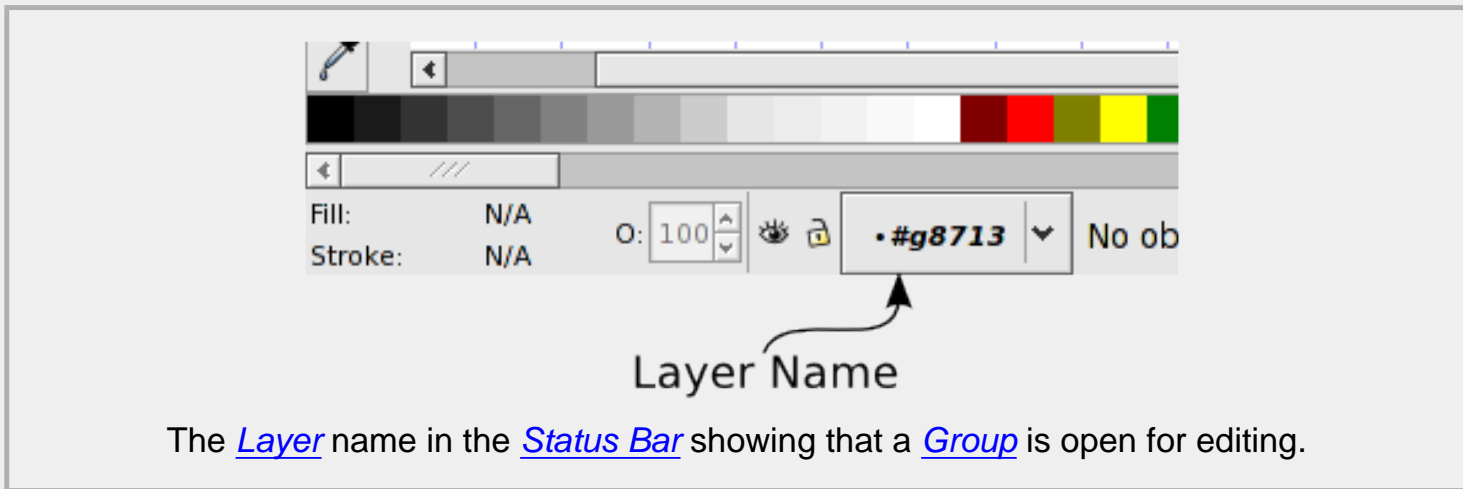 Fill: N/A
O: 100 •#g8713 No ob
Stroke: N/A
Layer Name
The Layer name in the Status Bar showing that a Group is open for editing.